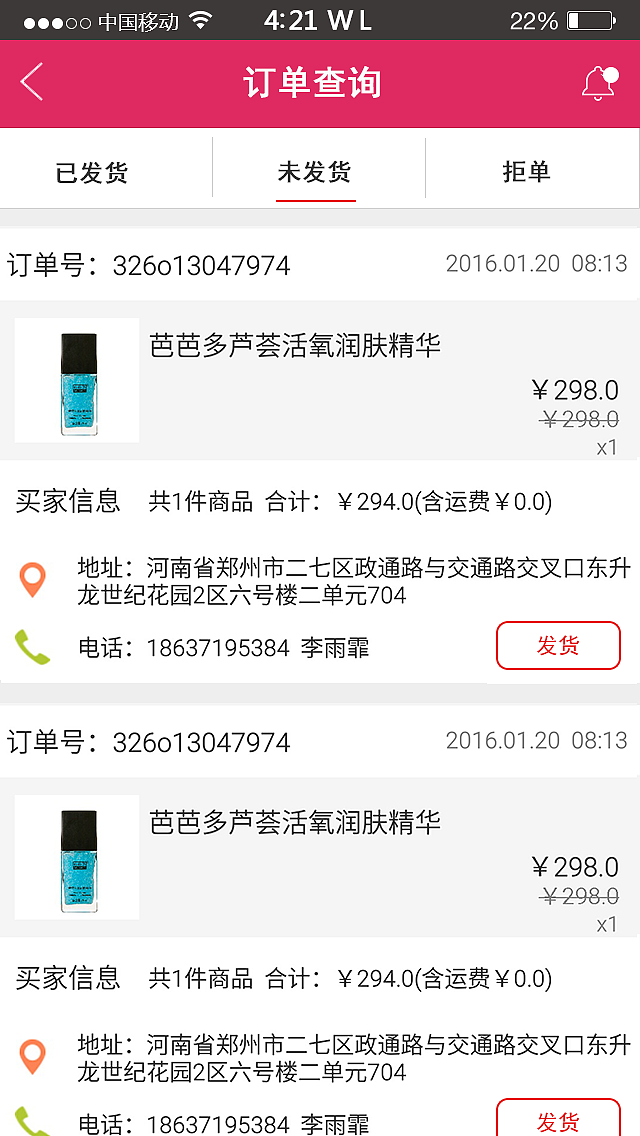 中国移动 4:21 W L 22%
订单查询
已发货 未发货 拒单
订单号：326o13047974 2016.01.20 08:13
芭芭多芦荟活氧润肤精华
￥298.0
￥298.0
x1
买家信息 共1件商品 合计：￥294.0(含运费￥0.0)
地址：河南省郑州市二七区政通路与交通路交叉口东升
龙世纪花园2区六号楼二单元704
电话：18637195384 李雨霏
发货
订单号：326o13047974 2016.01.20 08:13
芭芭多芦荟活氧润肤精华
￥298.0
￥298.0
x1
买家信息 共1件商品 合计：￥294.0(含运费￥0.0)
地址：河南省郑州市二七区政通路与交通路交叉口东升
龙世纪花园2区六号楼二单元704
电话：18637195384 李雨霏
发货